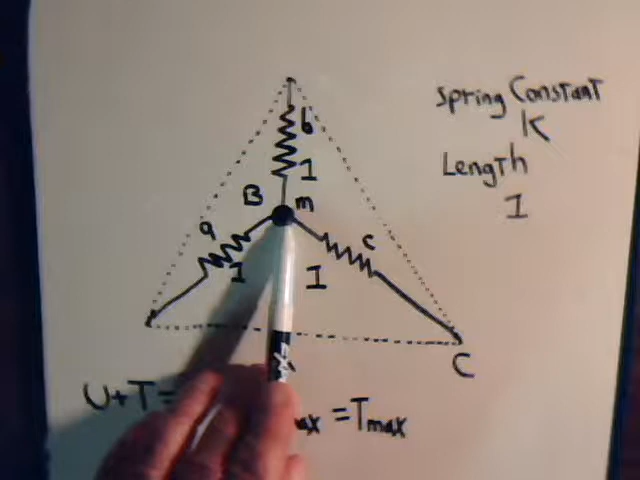 Spring Constant
K
Length
1
b
1
B m
a
1
c
1
C
U+T=
= Tmax